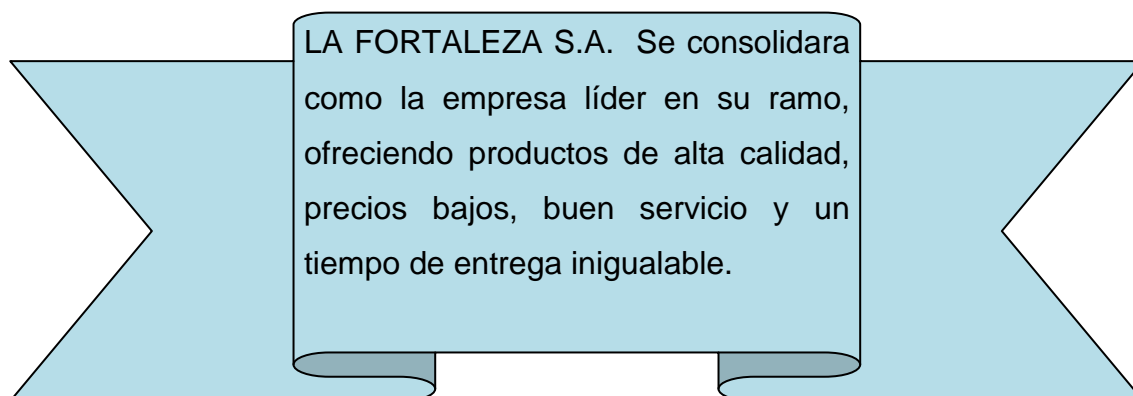 LA FORTALEZA S.A. Se consolidara
como la empresa líder en su ramo,
ofreciendo productos de alta calidad,
precios bajos, buen servicio y un
tiempo de entrega inigualable.